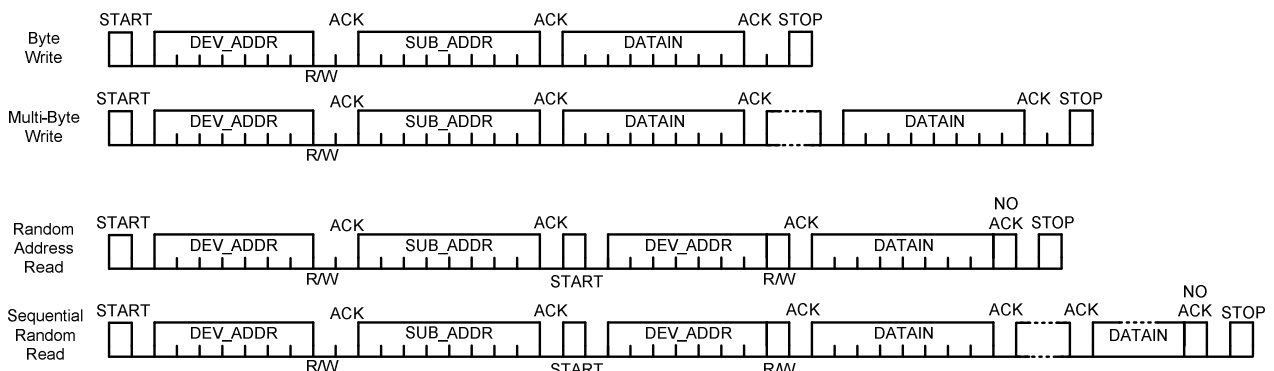 START ACK ACK ACK STOP
Byte
Write
DEV_ADDR SUB_ADDR DATAIN
R/W
START ACK ACK ACK ACK STOP
Multi-Byte
Write
DEV_ADDR SUB_ADDR DATAIN DATAIN
R/W
NO
START ACK ACK ACK ACK STOP
Random
Address
Read
DEV_ADDR SUB_ADDR DEV_ADDR DATAIN
R/W START R/W
NO
START ACK ACK ACK ACK ACK ACK STOP
Sequential
Random
Read
DEV_ADDR SUB_ADDR DEV_ADDR DATAIN DATAIN
R/W START R/W